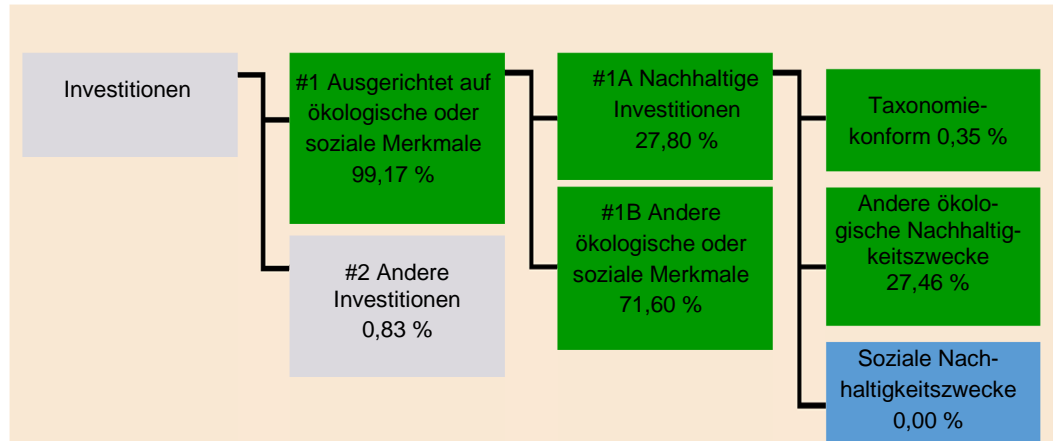 Investitionen
#1 Ausgerichtet auf
ökologische oder
soziale Merkmale
99,17 %
#2 Andere
Investitionen
0,83 %
#1A Nachhaltige
Investitionen
27,80 %
#1B Andere
ökologische oder
soziale Merkmale
71,60 %
Taxonomie-
konform 0,35 %
Andere ökolo-
gische Nachhaltig-
keitszwecke
27,46 %
Soziale Nach-
haltigkeitszwecke
0,00 %